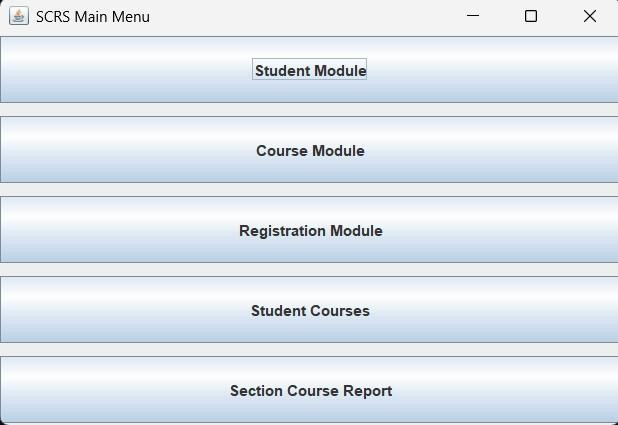 SCRS Main Menu
Student Module
Course Module
Registration Module
Student Courses
Section Course Report